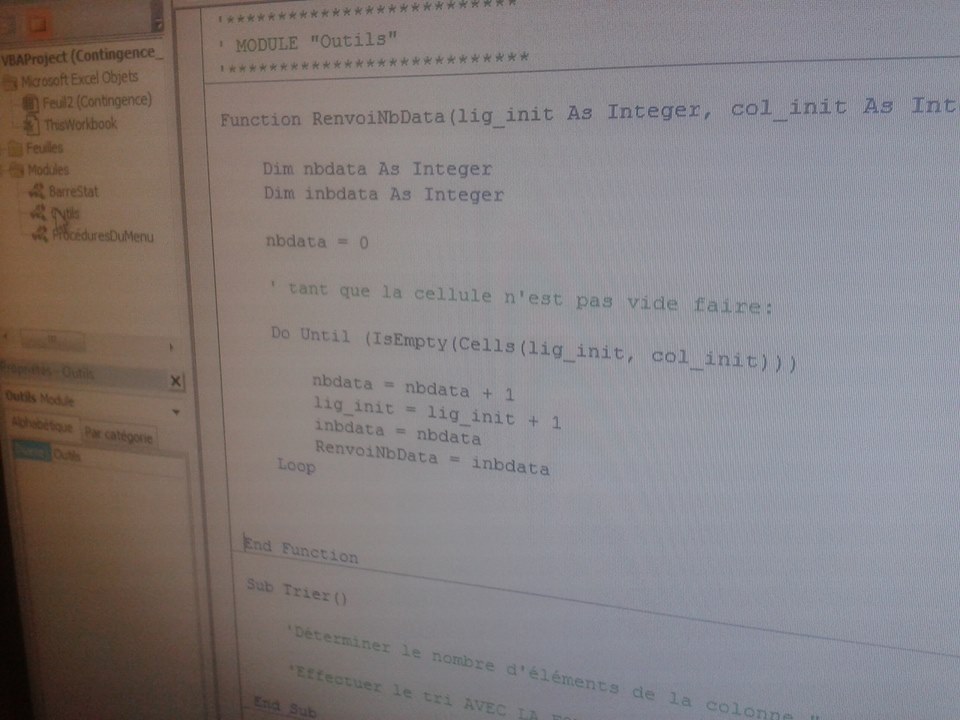 VBAProject (Contingence_
Microsoft Excel Objets
Feuil2 (Contingence)
ThisWorkbook
Feuilles
Modules
BarreStat
Outils
ProcéduresDuMenu
Propriétés - Outils
Outils Module
Alphabétique Par catégorie
Outils
'**************************
' MODULE "Outils"
'**************************
Function RenvoiNbData(lig_init As Integer, col_init As Int
Dim nbdata As Integer
Dim inbdata As Integer
nbdata = 0
' tant que la cellule n'est pas vide faire:
Do Until (IsEmpty(Cells(lig_init, col_init)))
nbdata = nbdata + 1
lig_init = lig_init + 1
inbdata = nbdata
RenvoiNbData = inbdata
Loop
End Function
Sub Trier()
'Déterminer le nombre d'éléments de la colonne "
'Effectuer le tri AVEC LA
End Sub